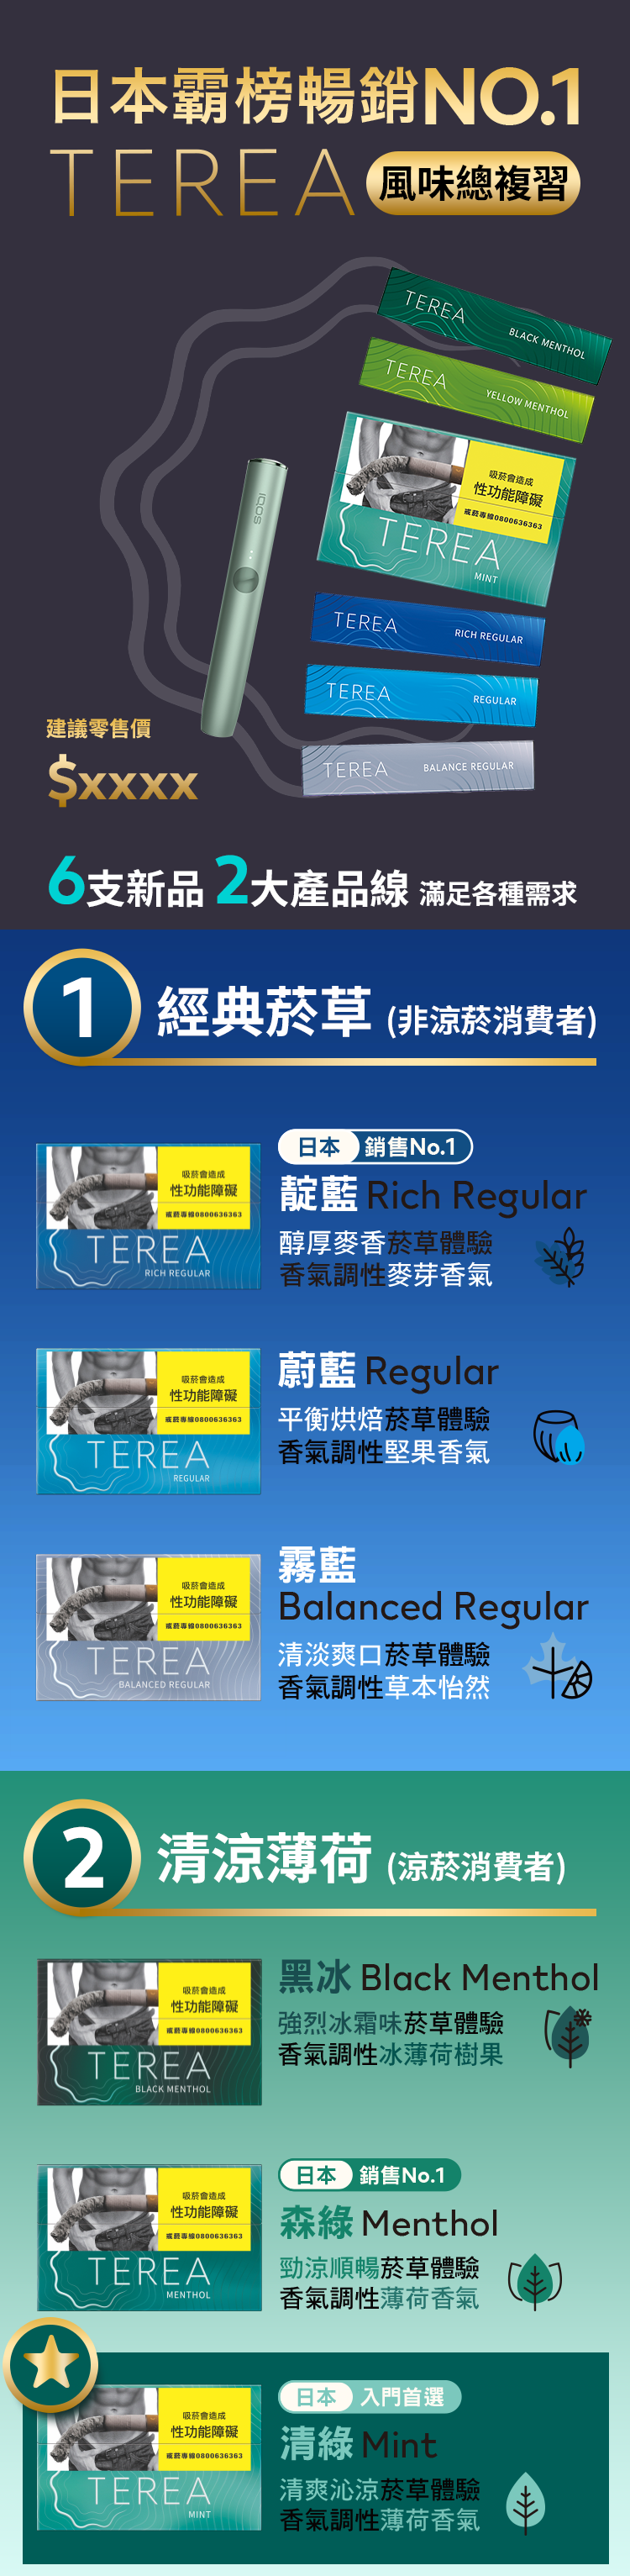 日本霸榜暢銷NO.1
TEREA 風味總複習
TEREA BLACK MENTHOL
TEREA YELLOW MENTHOL
吸菸會造成
性功能障礙
戒菸專線0800636363
TEREA
MINT
IQOS
TEREA RICH REGULAR
TEREA REGULAR
TEREA BALANCE REGULAR
建議零售價
$xxxx
6支新品 2大產品線 滿足各種需求
1 經典菸草 (非涼菸消費者)
吸菸會造成
性功能障礙
戒菸專線0800636363
TEREA
RICH REGULAR
日本 銷售No.1
靛藍 Rich Regular
醇厚麥香菸草體驗
香氣調性麥芽香氣
吸菸會造成
性功能障礙
戒菸專線0800636363
TEREA
REGULAR
蔚藍 Regular
平衡烘焙菸草體驗
香氣調性堅果香氣
吸菸會造成
性功能障礙
戒菸專線0800636363
TEREA
BALANCED REGULAR
霧藍
Balanced Regular
清淡爽口菸草體驗
香氣調性草本怡然
2 清涼薄荷 (涼菸消費者)
吸菸會造成
性功能障礙
戒菸專線0800636363
TEREA
BLACK MENTHOL
黑冰 Black Menthol
強烈冰霜味菸草體驗
香氣調性冰薄荷樹果
吸菸會造成
性功能障礙
戒菸專線0800636363
TEREA
MENTHOL
日本 銷售No.1
森綠 Menthol
勁涼順暢菸草體驗
香氣調性薄荷香氣
吸菸會造成
性功能障礙
戒菸專線0800636363
TEREA
MINT
日本 入門首選
清綠 Mint
清爽沁涼菸草體驗
香氣調性薄荷香氣